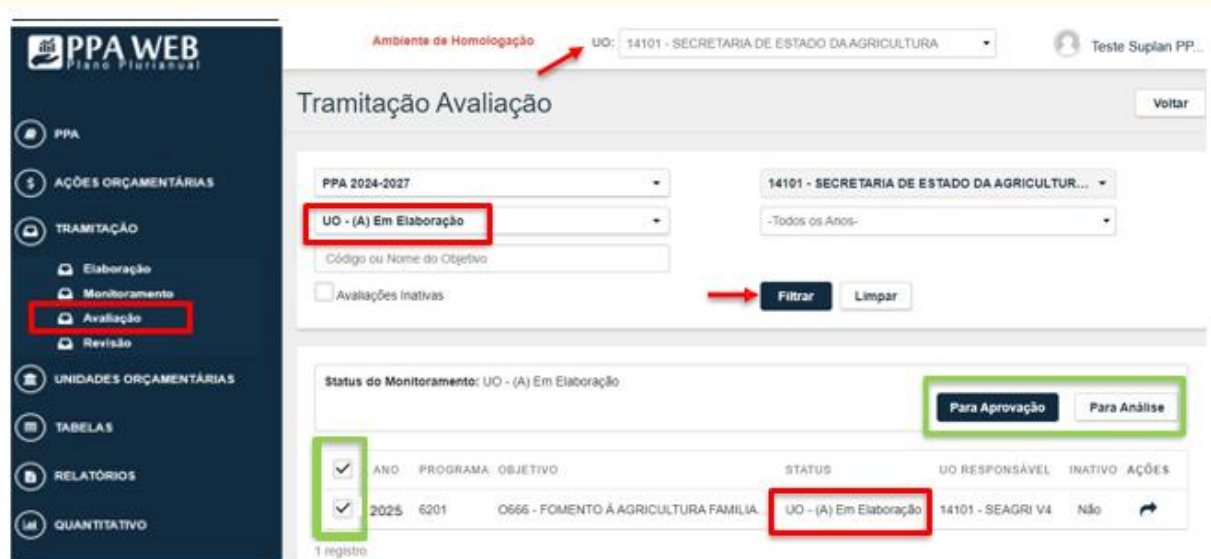 PPA WEB
Plano Plurianual
Ambiente de Homologação
UO: 14101 - SECRETARIA DE ESTADO DA AGRICULTURA
Teste Suplan PP...
Tramitação Avaliação
Voltar
PPA
AÇÕES ORÇAMENTÁRIAS
TRAMITAÇÃO
Elaboração
Monitoramento
Avaliação
Revisão
UNIDADES ORÇAMENTÁRIAS
TABELAS
RELATÓRIOS
QUANTITATIVO
PPA 2024-2027
14101 - SECRETARIA DE ESTADO DA AGRICULTUR...
UO - (A) Em Elaboração
-Todos os Anos-
Código ou Nome do Objetivo
Avaliações Inativas
Filtrar Limpar
Status do Monitoramento: UO - (A) Em Elaboração
Para Aprovação Para Análise
ANO PROGRAMA OBJETIVO STATUS UO RESPONSÁVEL INATIVO AÇÕES
2025 6201 O666 - FOMENTO À AGRICULTURA FAMILIA... UO - (A) Em Elaboração 14101 - SEAGRI V4 Não
1 registro